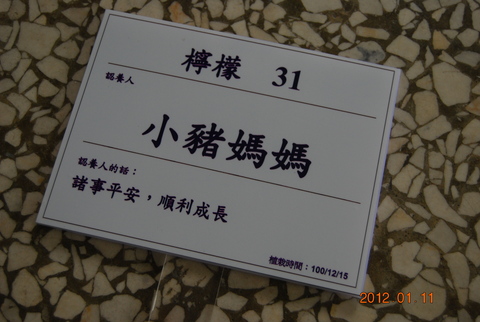 檸檬 31
認養人
小豬媽媽
認養人的話：
諸事平安，順利成長
植栽時間：100/12/15
2012.01.11